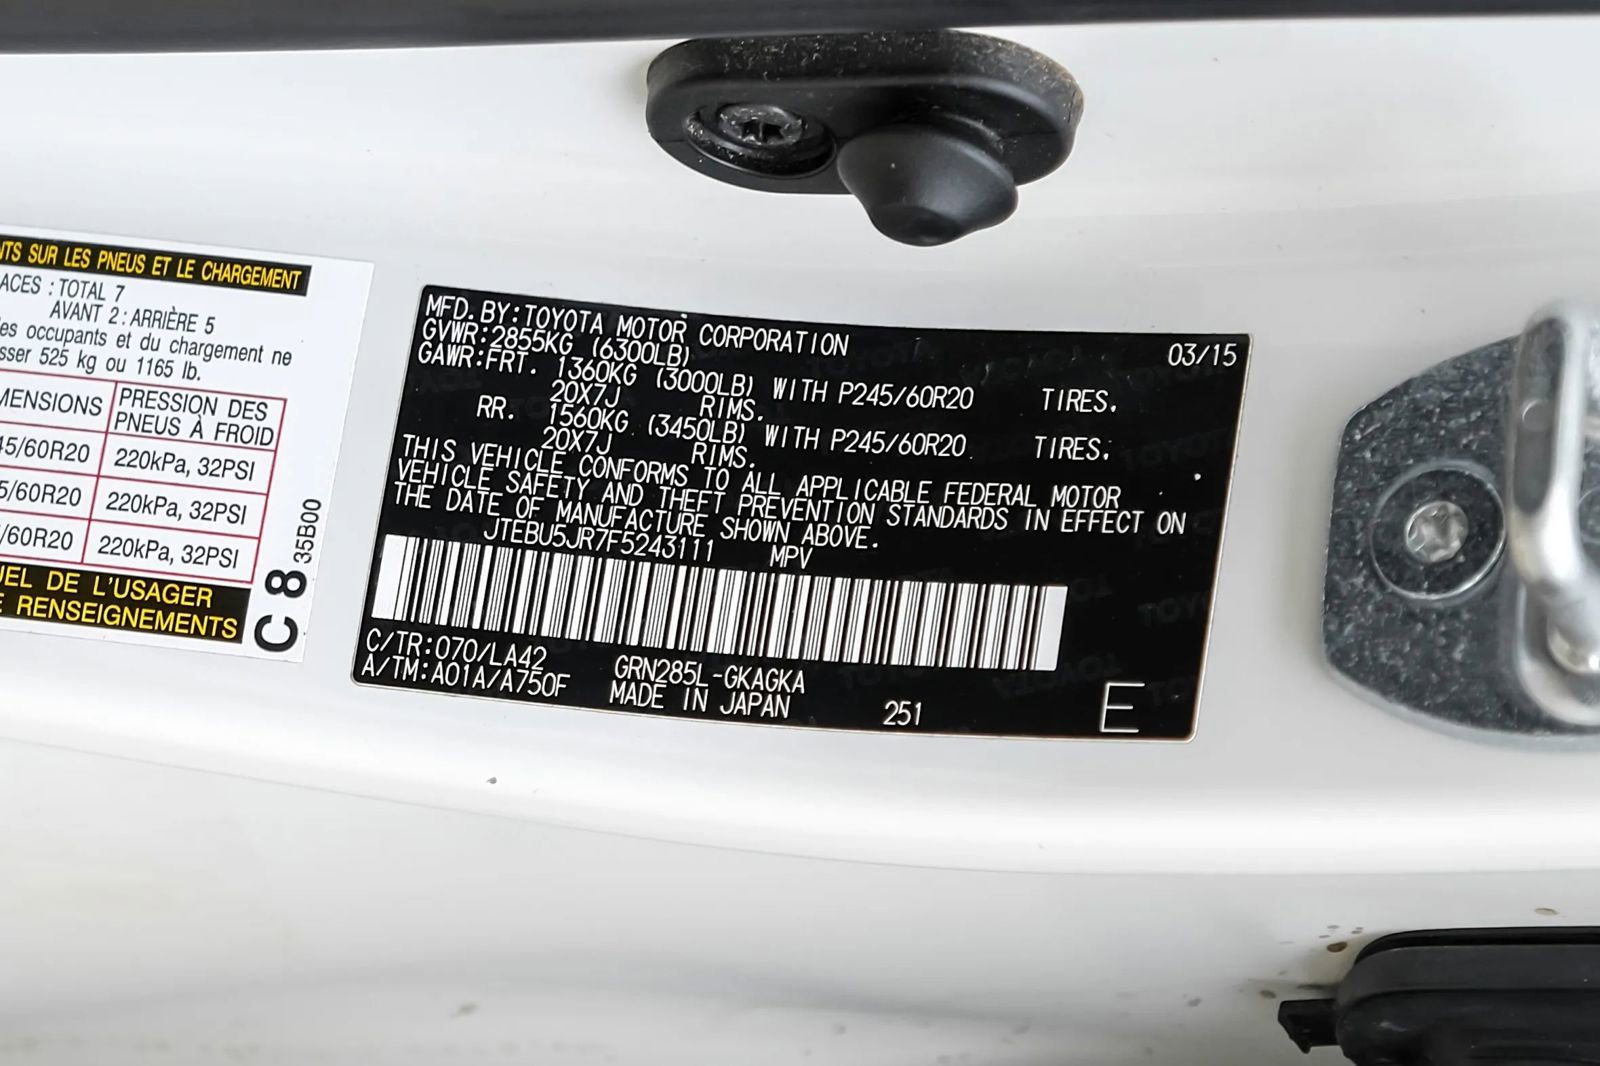 NTS SUR LES PNEUS ET LE CHARGEMENT
ACES : TOTAL 7
AVANT 2 : ARRIÈRE 5
es occupants et du chargement ne
sser 525 kg ou 1165 lb.
MENSIONS PRESSION DES
PNEUS À FROID
45/60R20 220kPa, 32PSI
5/60R20 220kPa, 32PSI
/60R20 220kPa, 32PSI
UEL DE L'USAGER
E RENSEIGNEMENTS
C 8 35B00
MFD. BY: TOYOTA MOTOR CORPORATION 03/15
GVWR: 2855KG (6300LB)
GAWR: FRT. 1360KG (3000LB) WITH P245/60R20 TIRES.
20X7J RIMS.
RR. 1560KG (3450LB) WITH P245/60R20 TIRES.
20X7J RIMS.
THIS VEHICLE CONFORMS TO ALL APPLICABLE FEDERAL MOTOR
VEHICLE SAFETY AND THEFT PREVENTION STANDARDS IN EFFECT ON
THE DATE OF MANUFACTURE SHOWN ABOVE.
JTEBU5JR7F5243111 MPV
C/TR: 070/LA42 GRN285L-GKAGKA
A/TM: A01A/A750F MADE IN JAPAN 251 E